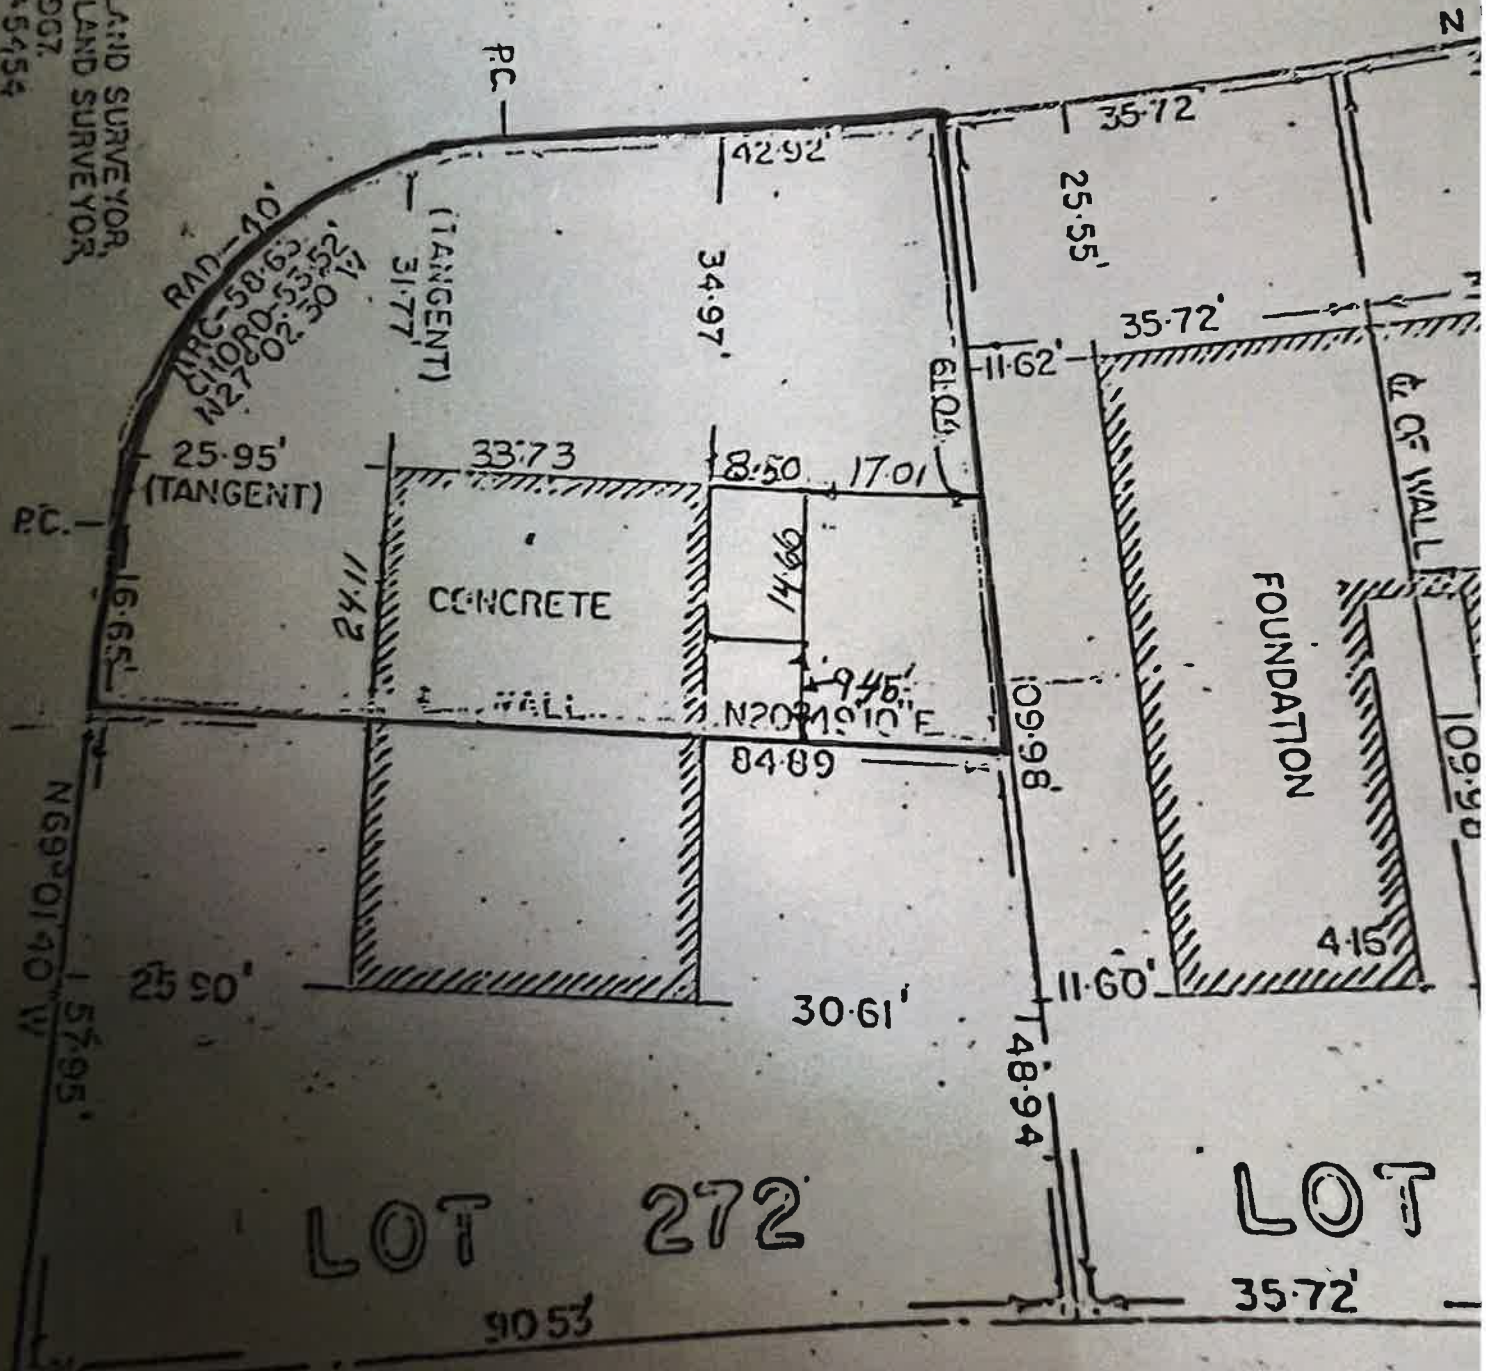 LAND SURVEYOR,
LAND SURVEYOR,
P.C.
N
42.92'
35.72'
25.55'
RAD-40'
ARC-58.63'
CHORD-53.52'
N27°02'30"W
(TANGENT)
31.77'
34.97'
61.04
11.62'
35.72'
₵ OF WALL
25.95'
(TANGENT)
P.C.
33.73
8.50
17.01
16.65'
24.11
CONCRETE
14.66
9.45'
₵ WALL
84.89
109.98'
FOUNDATION
N69°01'40"W
57.95'
25.90'
30.61'
11.60'
4.15'
48.94
LOT 272
LOT
90.53'
35.72'